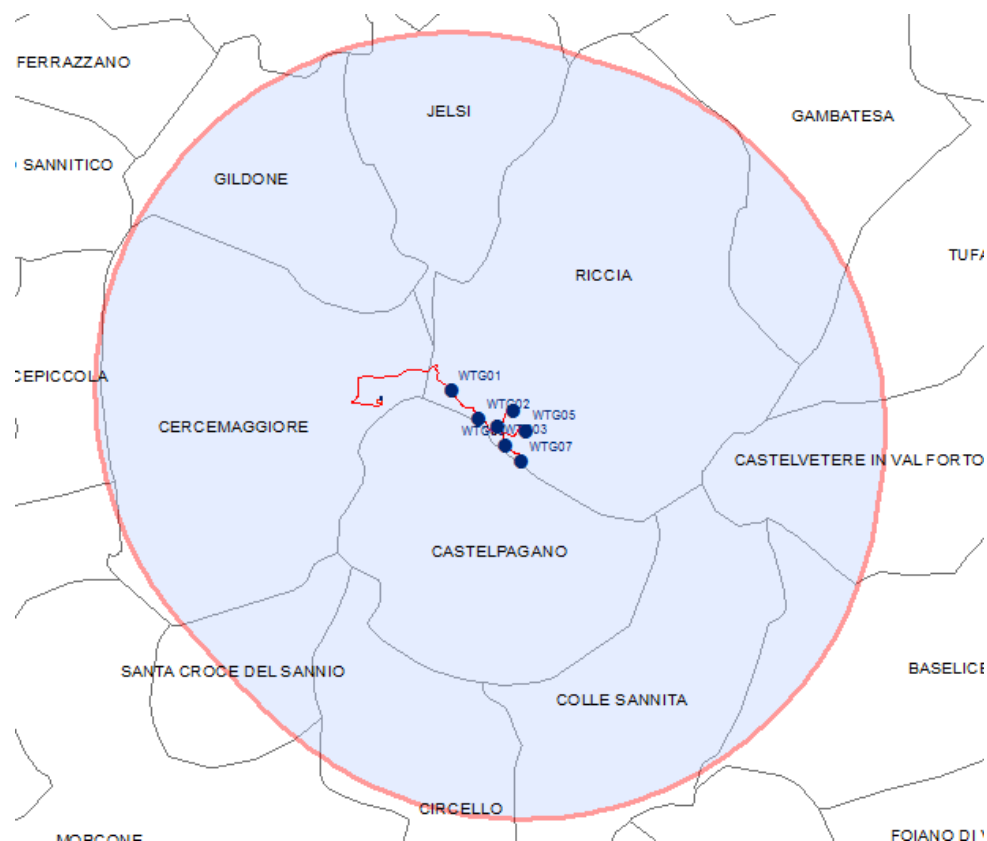 FERRAZZANO
JELSI
GAMBATESA
SANNITICO
GILDONE
TUFA
RICCIA
WTG01
CEPICCOLA
WTG02
WTG05
CERCEMAGGIORE
WTG03
WTG07
CASTELVETERE IN VAL FORTO
CASTELPAGANO
SANTA CROCE DEL SANNIO
BASELICE
COLLE SANNITA
CIRCELLO
MORCONE
FOIANO DI V